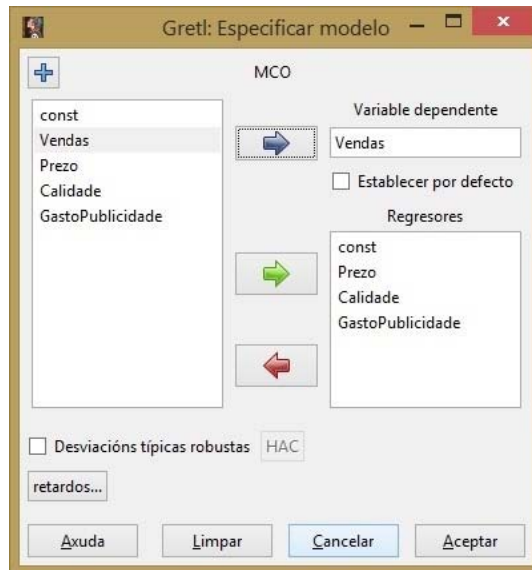 Gretl: Especificar modelo
MCO
const
Vendas
Prezo
Calidade
GastoPublicidade
Variable dependente
Vendas
Establecer por defecto
Regresores
const
Prezo
Calidade
GastoPublicidade
Desviacións típicas robustas HAC
retardos...
Axuda Limpar Cancelar Aceptar